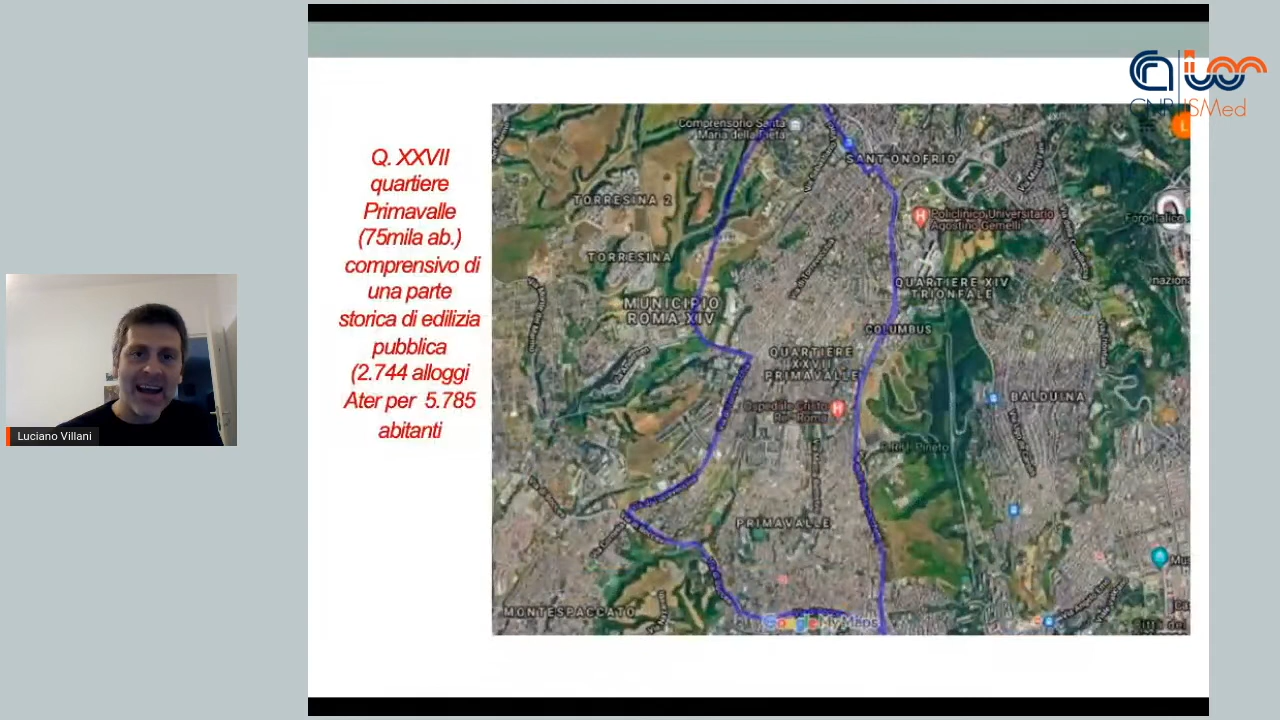 CNR ISMed
L
Q. XXVII
quartiere
Primavalle
(75mila ab.)
comprensivo di
una parte
storica di edilizia
pubblica
(2.744 alloggi
Ater per 5.785
abitanti
Comprensorio Santa
Maria della Pietà
SANT'ONOFRIO
TORRESINA 2
Policlinico Universitario
Agostino Gemelli
Foro Italico
TORRESINA
QUARTIERE XIV
TRIONFALE
MUNICIPIO
ROMA XIV
COLUMBUS
QUARTIERE
XXVII
PRIMAVALLE
BALDUINA
Ospedale Cristo
Re - Roma
PRIMAVALLE
MONTESPACCATO
Google My Maps
Luciano Villani